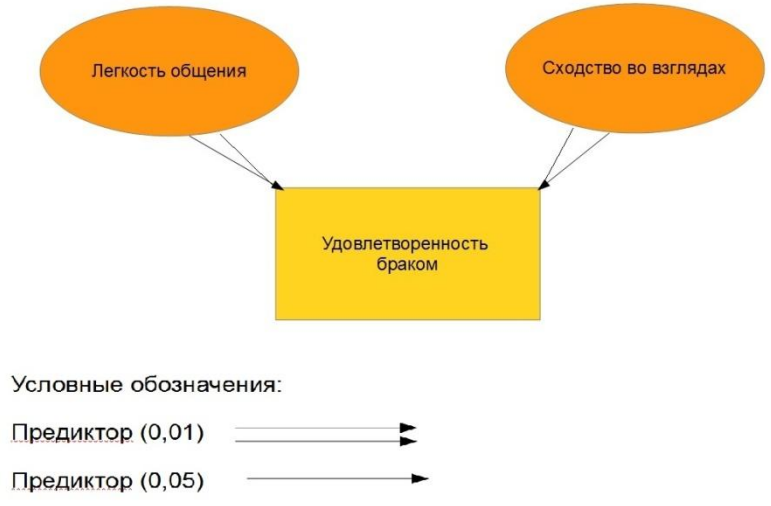 Легкость общения
Сходство во взглядах
Удовлетворенность
браком
Условные обозначения:
Предиктор (0,01)
Предиктор (0,05)